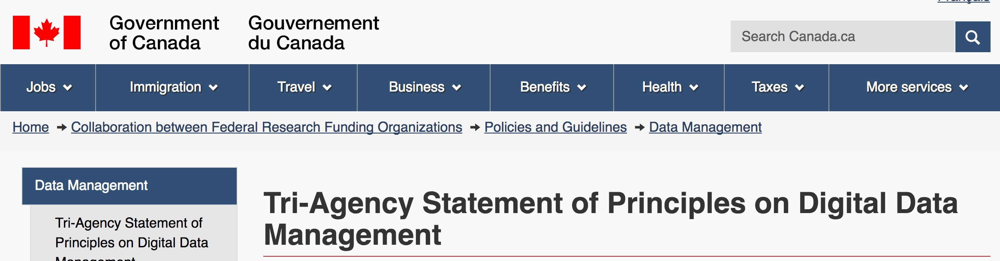 Français
Government
of Canada
Gouvernement
du Canada
Search Canada.ca
Jobs
Immigration
Travel
Business
Benefits
Health
Taxes
More services
Home
Collaboration between Federal Research Funding Organizations
Policies and Guidelines
Data Management
Data Management
Tri-Agency Statement of
Principles on Digital Data
Management
Tri-Agency Statement of Principles on Digital Data
Management